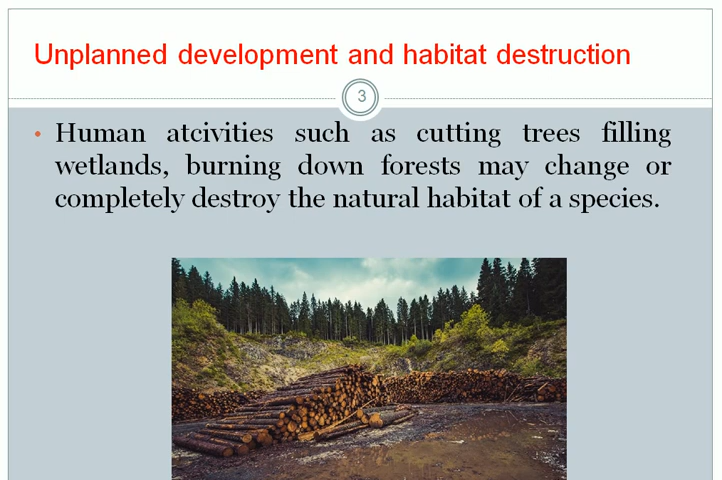 Unplanned development and habitat destruction
3
• Human atcivities such as cutting trees filling
wetlands, burning down forests may change or
completely destroy the natural habitat of a species.